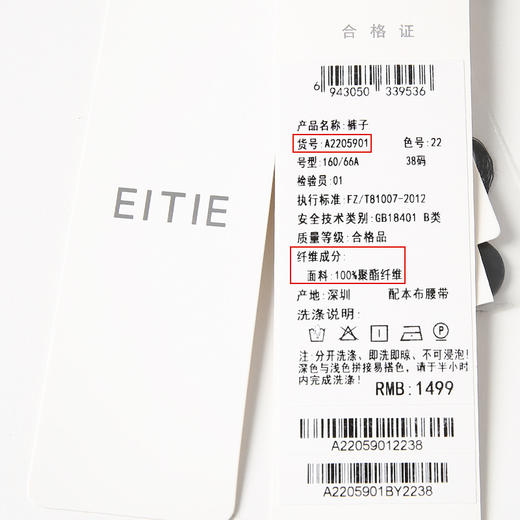 EITIE
合格证
6 943050 339536
产品名称:裤子
货号:A2205901 色号:22
号型:160/66A 38码
检验员:01
执行标准:FZ/T81007-2012
安全技术类别:GB18401 B类
质量等级:合格品
纤维成分:
面料:100%聚酯纤维
产地:深圳 配本布腰带
洗涤说明:
注:分开洗涤、即洗即晾、不可浸泡!
深色与浅色拼接易搭色,请于半小时
内完成洗涤!
RMB:1499
A22059012238
A2205901BY2238